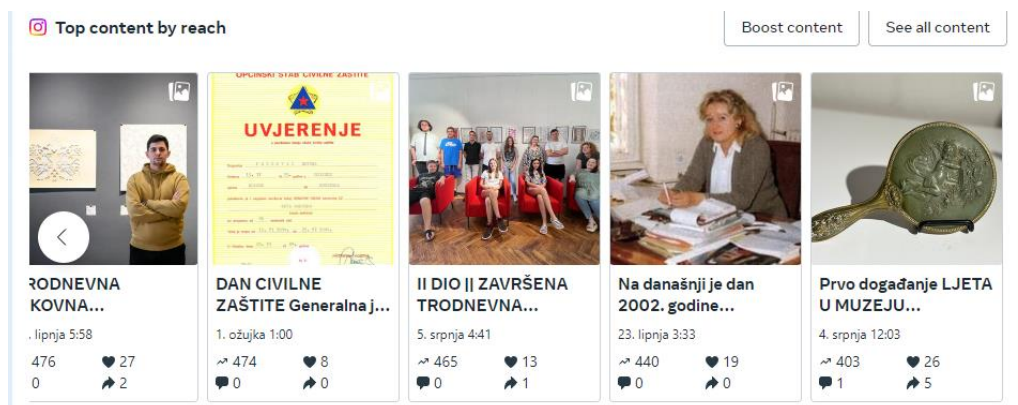 Top content by reach
Boost content
See all content
RODNEVNA
KOVNA...
. lipnja 5:58
476 27
0 2
OPĆINSKI ŠTAB CIVILNE ZAŠTITE
UVJERENJE
DAN CIVILNE
ZAŠTITE Generalna j...
1. ožujka 1:00
474 8
0 0
II DIO || ZAVRŠENA
TRODNEVNA...
5. srpnja 4:41
465 13
0 1
Na današnji je dan
2002. godine...
23. lipnja 3:33
440 19
0 0
Prvo događanje LJETA
U MUZEJU...
4. srpnja 12:03
403 26
1 5